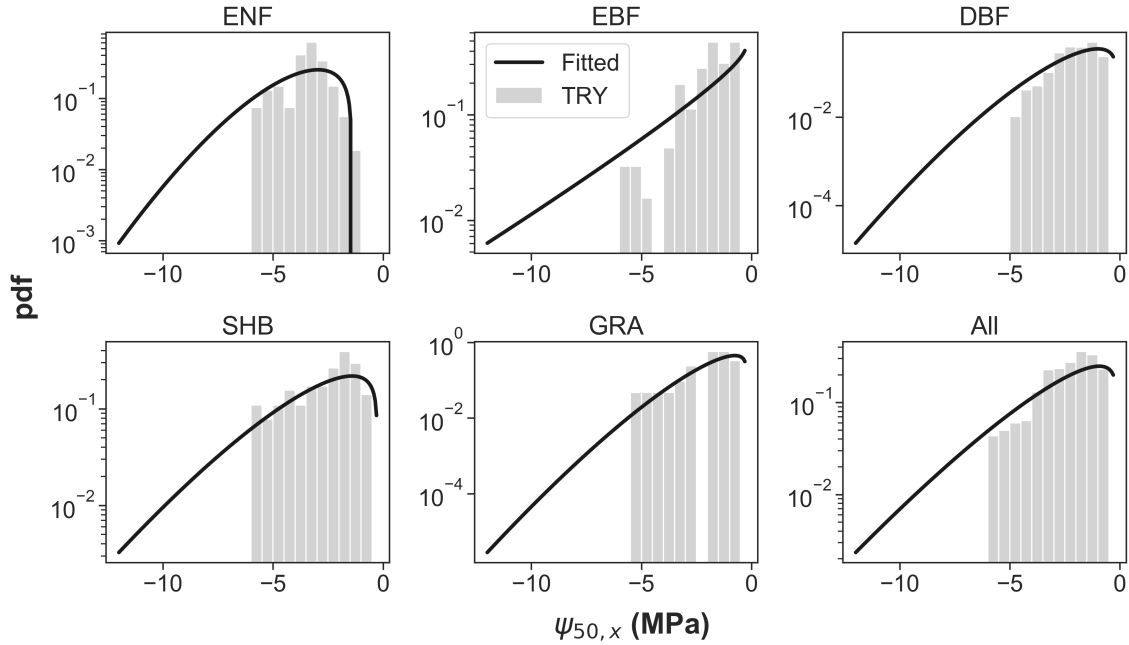 ENF EBF DBF
Fitted
TRY
10⁻¹ 10⁻² 10⁻³
10⁻¹ 10⁻²
10⁻² 10⁻⁴
−10 −5 0 −10 −5 0 −10 −5 0
pdf
SHB GRA All
10⁻¹ 10⁻²
10⁰ 10⁻² 10⁻⁴
10⁻¹ 10⁻²
−10 −5 0 −10 −5 0 −10 −5 0
ψ₅₀,ₓ (MPa)